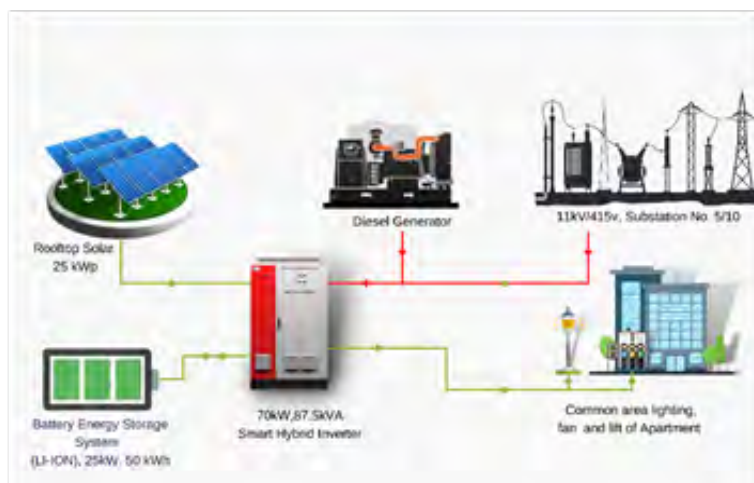 Diesel Generator
11kV/415v, Substation No. 5/10
Rooftop Solar
25 kWp
70kW,87.5kVA
Smart Hybrid Inverter
Battery Energy Storage
System
(LI-ION), 25kW, 50 kWh
Common area lighting,
fan and lift of Apartment